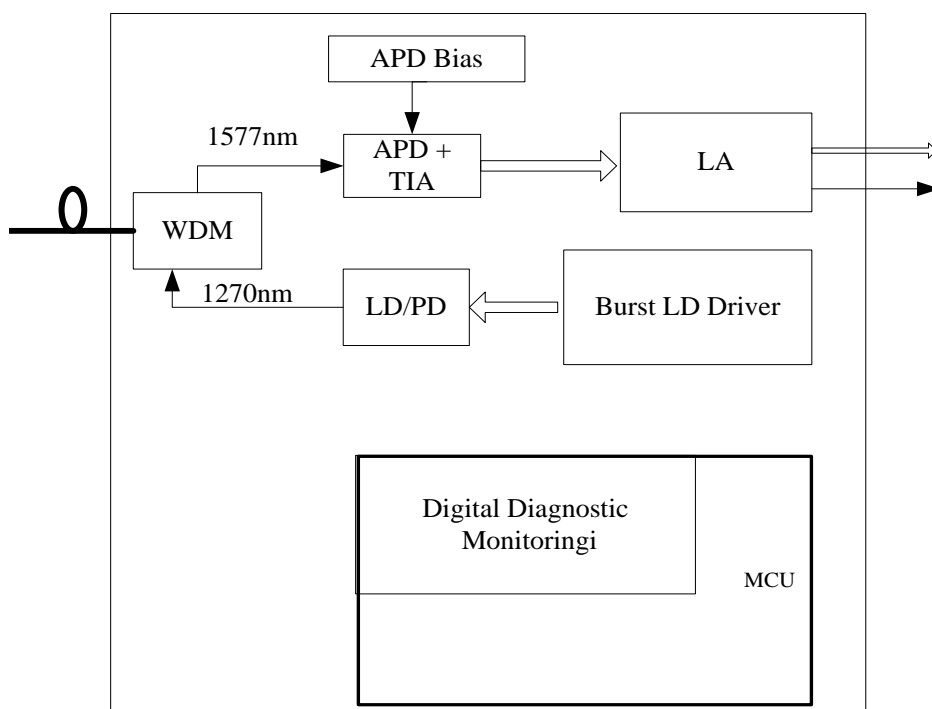 APD Bias
1577nm
APD +
TIA
LA
WDM
1270nm
LD/PD
Burst LD Driver
Digital Diagnostic
Monitoringi
MCU